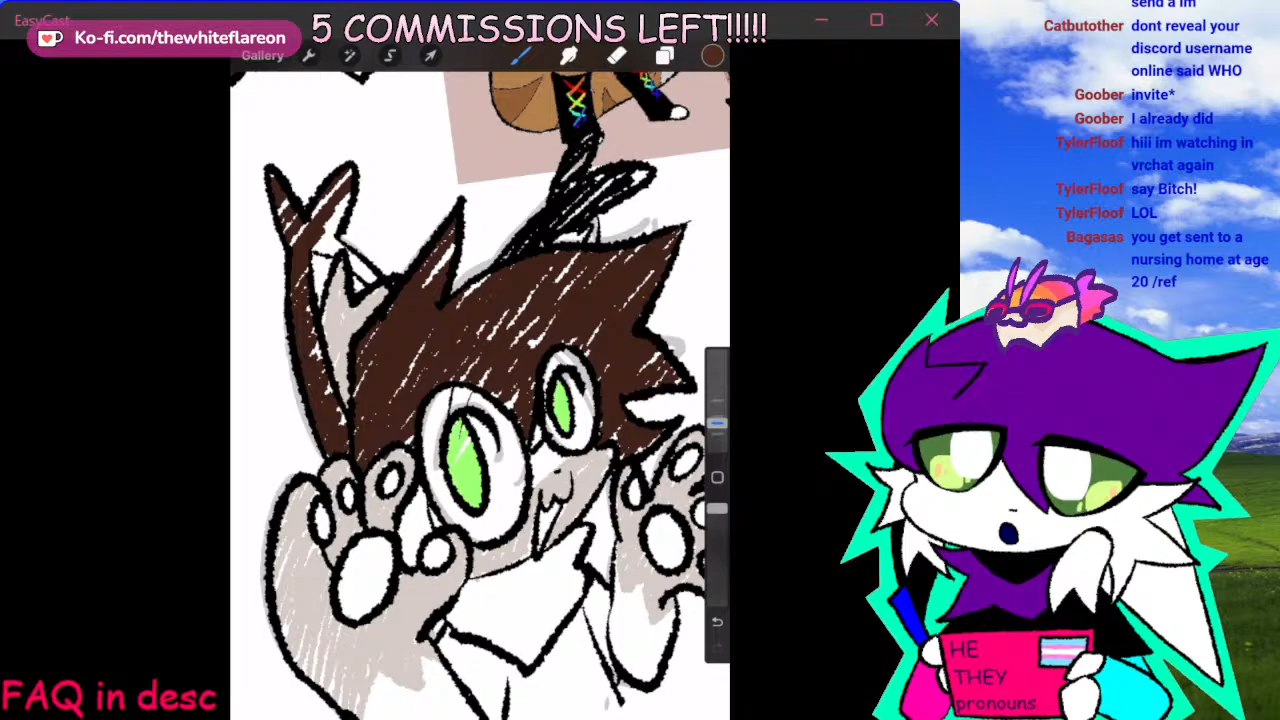 EasyCast
Ko-fi.com/thewhiteflareon
5 COMMISSIONS LEFT!!!!!
Gallery
send a im
Catbutother dont reveal your
discord username
online said WHO
Goober invite*
Goober I already did
TylerFloof hiii im watching in
vrchat again
TylerFloof say Bitch!
TylerFloof LOL
Bagasas you get sent to a
nursing home at age
20 /ref
HE
THEY
pronouns
FAQ in desc